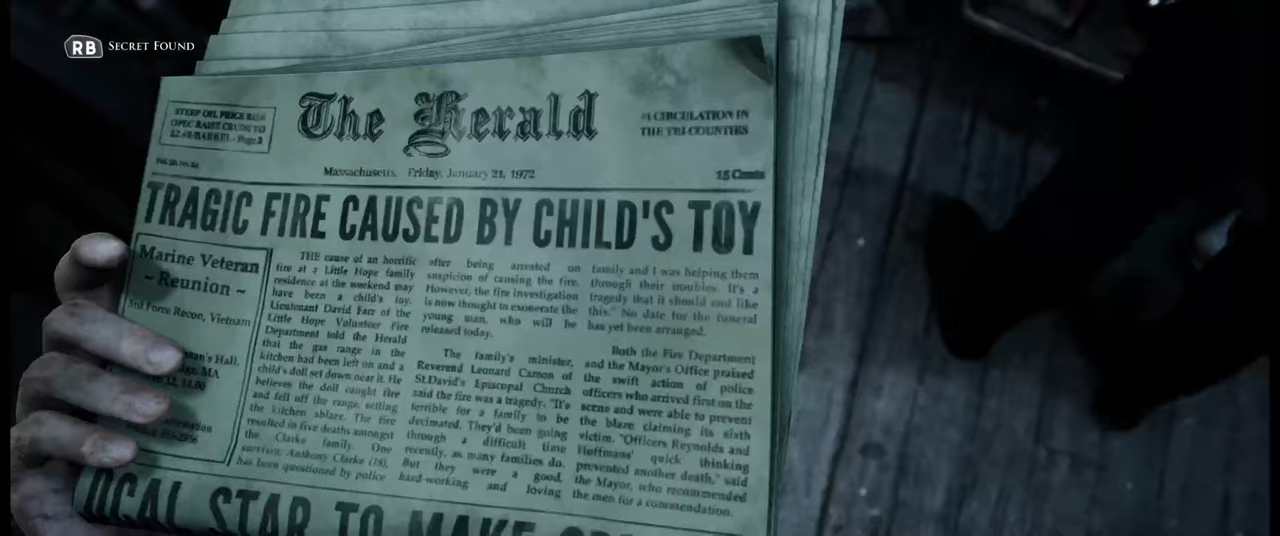 RB SECRET FOUND
STEEP OIL PRICE RISE
OPEC RAISE CRUDE TO
$2.49/BARREL - Page 3
The Herald
#1 CIRCULATION IN
THE TRI-COUNTIES
Massachusetts, Friday, January 21, 1972
15 Cents
TRAGIC FIRE CAUSED BY CHILD'S TOY
Marine Veteran
~ Reunion ~
3rd Force Recon, Vietnam
Hall,
MA
THE cause of an horrific
fire at a Little Hope family
residence at the weekend may
have been a child's toy.
Lieutenant David Farr of the
Little Hope Volunteer Fire
Department told the Herald
that the gas range in the
kitchen had been left on and a
child's doll set down near it. He
believes the doll caught fire
and fell off the range, setting
the kitchen ablaze. The fire
resulted in five deaths amongst
the Clarke family. One
survivor, Anthony Clarke (18),
has been questioned by police
after being arrested on
suspicion of causing the fire.
However, the fire investigation
is now thought to exonerate the
young man, who will be
released today.
The family's minister,
Reverend Leonard Carson of
St.David's Episcopal Church
said the fire was a tragedy. "It's
terrible for a family to be
decimated. They'd been going
through a difficult time
recently, as many families do.
But they were a good,
hard-working and loving
family and I was helping them
through their troubles. It's a
tragedy that it should end like
this." No date for the funeral
has yet been arranged.
Both the Fire Department
and the Mayor's Office praised
the swift action of police
officers who arrived first on the
scene and were able to prevent
the blaze claiming its sixth
victim. "Officers Reynolds and
Hoffmans' quick thinking
prevented another death," said
the Mayor, who recommended
the men for a commendation.
OCAL STAR TO MAKE